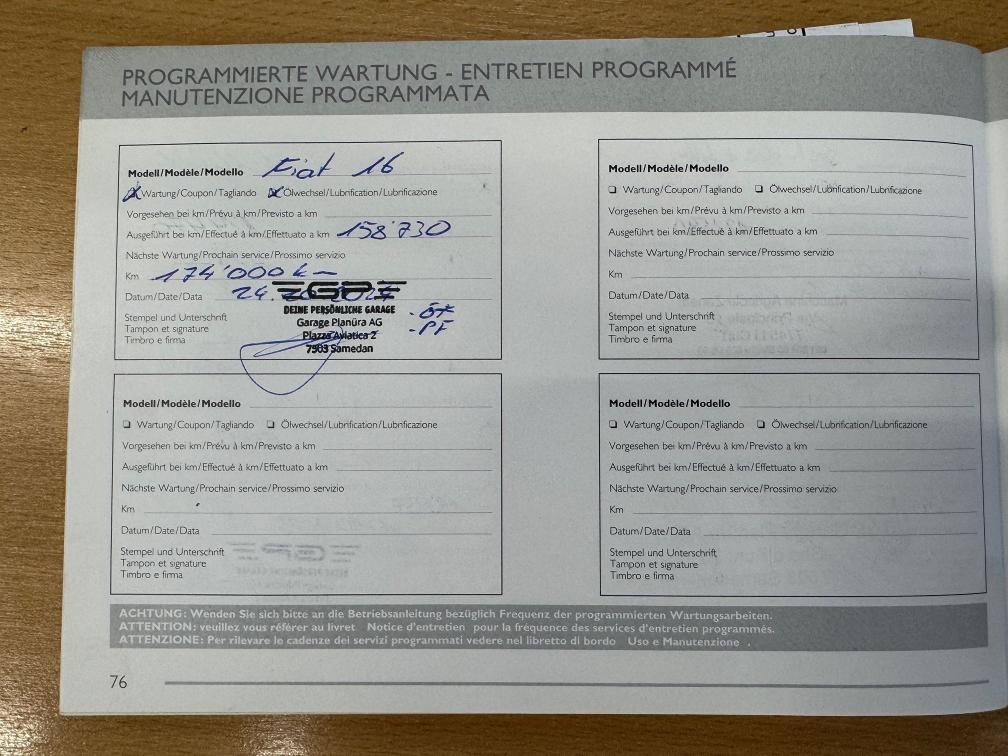 PROGRAMMIERTE WARTUNG - ENTRETIEN PROGRAMMÉ
MANUTENZIONE PROGRAMMATA
Modell/Modèle/Modello Fiat 16
Wartung/Coupon/Tagliando Ölwechsel/Lubrification/Lubrificazione
Vorgesehen bei km/Prévu à km/Previsto a km
Ausgeführt bei km/Effectué à km/Effettuato a km 158'730
Nächste Wartung/Prochain service/Prossimo servizio
Km 174'000 k
Datum/Date/Data 24.
GPE
DEINE PERSÖNLICHE GARAGE
Garage Planüra AG
Plazza Aviatica 2
7503 Samedan
- ÖF
- PF
Stempel und Unterschrift
Tampon et signature
Timbro e firma
Modell/Modèle/Modello
Wartung/Coupon/Tagliando Ölwechsel/Lubrification/Lubrificazione
Vorgesehen bei km/Prévu à km/Previsto a km
Ausgeführt bei km/Effectué à km/Effettuato a km
Nächste Wartung/Prochain service/Prossimo servizio
Km
Datum/Date/Data
Stempel und Unterschrift
Tampon et signature
Timbro e firma
Modell/Modèle/Modello
Wartung/Coupon/Tagliando Ölwechsel/Lubrification/Lubrificazione
Vorgesehen bei km/Prévu à km/Previsto a km
Ausgeführt bei km/Effectué à km/Effettuato a km
Nächste Wartung/Prochain service/Prossimo servizio
Km
Datum/Date/Data
Stempel und Unterschrift
Tampon et signature
Timbro e firma
Modell/Modèle/Modello
Wartung/Coupon/Tagliando Ölwechsel/Lubrification/Lubrificazione
Vorgesehen bei km/Prévu à km/Previsto a km
Ausgeführt bei km/Effectué à km/Effettuato a km
Nächste Wartung/Prochain service/Prossimo servizio
Km
Datum/Date/Data
Stempel und Unterschrift
Tampon et signature
Timbro e firma
ACHTUNG: Wenden Sie sich bitte an die Betriebsanleitung bezüglich Frequenz der programmierten Wartungsarbeiten.
ATTENTION: veuillez vous référer au livret Notice d'entretien pour la fréquence des services d'entretien programmés.
ATTENZIONE: Per rilevare le cadenze dei servizi programmati vedere nel libretto di bordo Uso e Manutenzione .
76